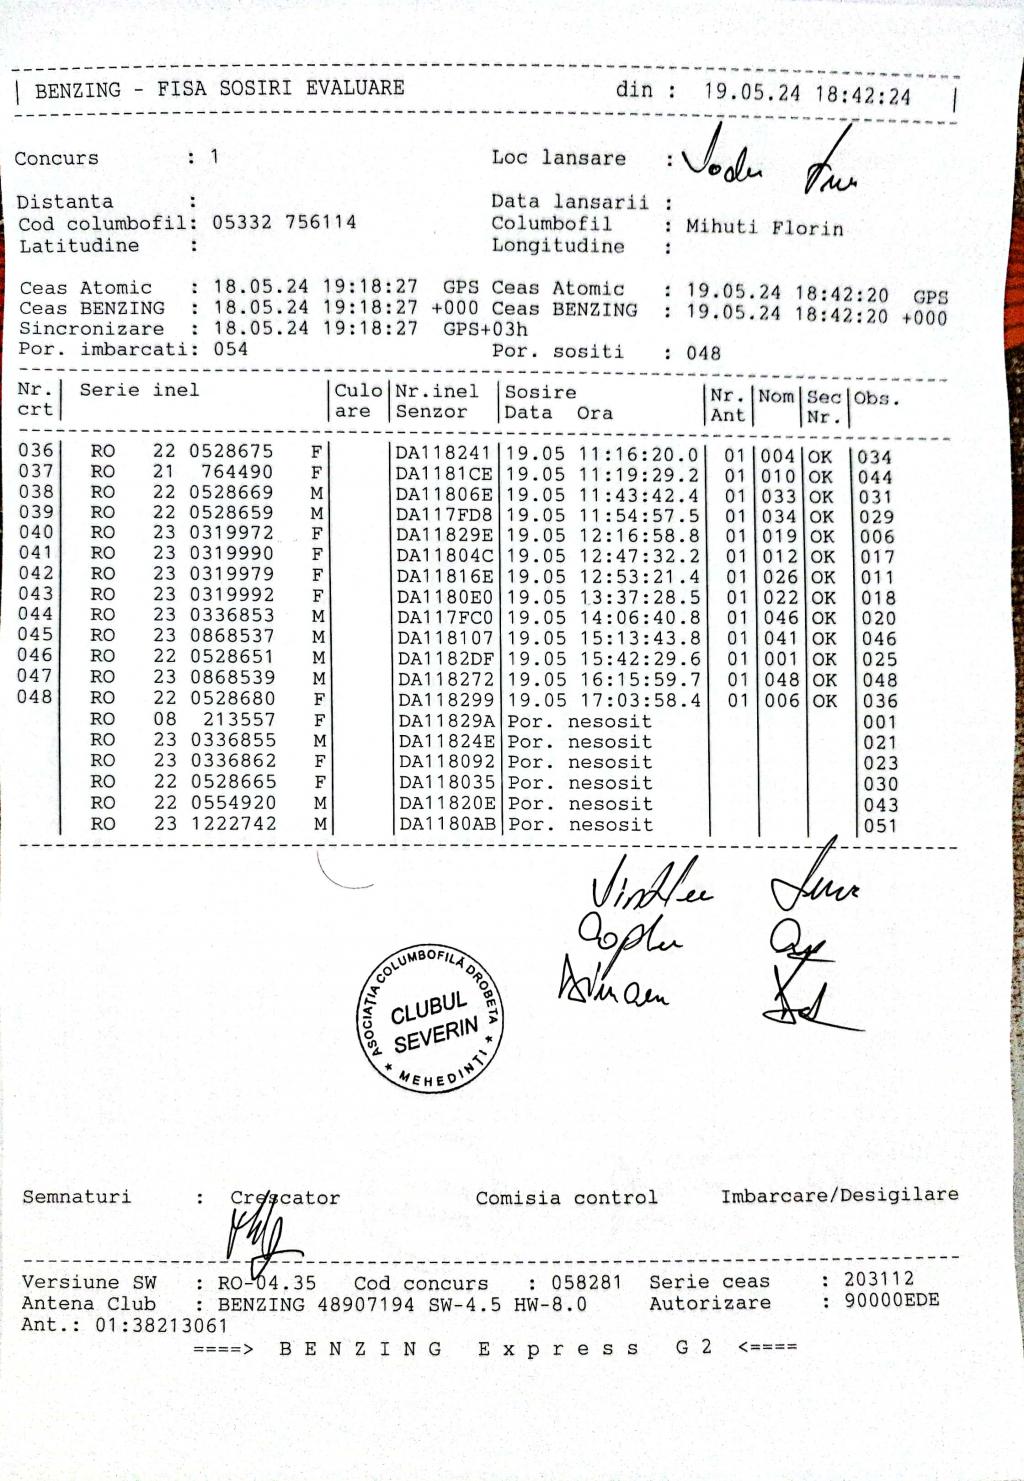 BENZING - FISA SOSIRI EVALUARE din : 19.05.24 18:42:24
Concurs : 1 Loc lansare :
Distanta : Data lansarii :
Cod columbofil: 05332 756114 Columbofil : Mihuti Florin
Latitudine : Longitudine :
Ceas Atomic : 18.05.24 19:18:27 GPS Ceas Atomic : 19.05.24 18:42:20 GPS
Ceas BENZING : 18.05.24 19:18:27 +000 Ceas BENZING : 19.05.24 18:42:20 +000
Sincronizare : 18.05.24 19:18:27 GPS+03h
Por. imbarcati: 054 Por. sositi : 048
Nr. Serie inel Culo Nr.inel Sosire Nr. Nom Sec Obs.
crt are Senzor Data Ora Ant Nr.
036 RO 22 0528675 F DA118241 19.05 11:16:20.0 01 004 OK 034
037 RO 21 764490 F DA1181CE 19.05 11:19:29.2 01 010 OK 044
038 RO 22 0528669 M DA11806E 19.05 11:43:42.4 01 033 OK 031
039 RO 22 0528659 M DA117FD8 19.05 11:54:57.5 01 034 OK 029
040 RO 23 0319972 F DA11829E 19.05 12:16:58.8 01 019 OK 006
041 RO 23 0319990 F DA11804C 19.05 12:47:32.2 01 012 OK 017
042 RO 23 0319979 F DA11816E 19.05 12:53:21.4 01 026 OK 011
043 RO 23 0319992 F DA1180E0 19.05 13:37:28.5 01 022 OK 018
044 RO 23 0336853 M DA117FC0 19.05 14:06:40.8 01 046 OK 020
045 RO 23 0868537 M DA118107 19.05 15:13:43.8 01 041 OK 046
046 RO 22 0528651 M DA1182DF 19.05 15:42:29.6 01 001 OK 025
047 RO 23 0868539 M DA118272 19.05 16:15:59.7 01 048 OK 048
048 RO 22 0528680 F DA118299 19.05 17:03:58.4 01 006 OK 036
RO 08 213557 F DA11829A Por. nesosit 001
RO 23 0336855 M DA11824E Por. nesosit 021
RO 23 0336862 F DA118092 Por. nesosit 023
RO 22 0528665 F DA118035 Por. nesosit 030
RO 22 0554920 M DA11820E Por. nesosit 043
RO 23 1222742 M DA1180AB Por. nesosit 051
ASOCIAȚIA COLUMBOFILĂ DROBETA
CLUBUL
SEVERIN
* MEHEDINȚI *
Semnaturi : Crescator Comisia control Imbarcare/Desigilare
Versiune SW : RO-04.35 Cod concurs : 058281 Serie ceas : 203112
Antena Club : BENZING 48907194 SW-4.5 HW-8.0 Autorizare : 90000EDE
Ant.: 01:38213061
====> B E N Z I N G E x p r e s s G 2 <====